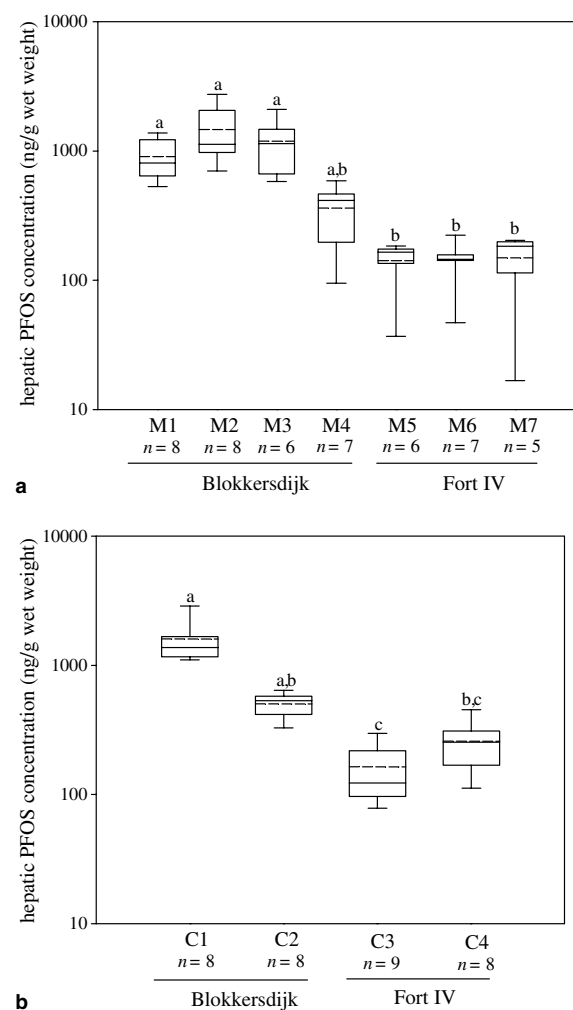 hepatic PFOS concentration (ng/g wet weight)
10000
1000
100
10
a
a
a
a,b
b
b
b
M1 M2 M3 M4 M5 M6 M7
n = 8 n = 8 n = 6 n = 7 n = 6 n = 7 n = 5
Blokkersdijk Fort IV
a
hepatic PFOS concentration (ng/g wet weight)
10000
1000
100
10
a
a,b
c
b,c
C1 C2 C3 C4
n = 8 n = 8 n = 9 n = 8
Blokkersdijk Fort IV
b